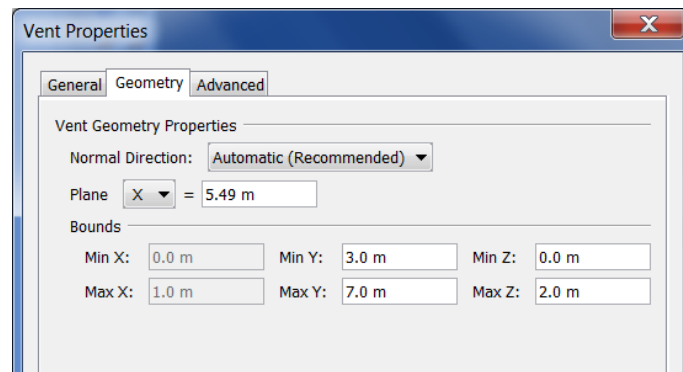 Vent Properties
X
General Geometry Advanced
Vent Geometry Properties
Normal Direction: Automatic (Recommended)
Plane X = 5.49 m
Bounds
Min X: 0.0 m Min Y: 3.0 m Min Z: 0.0 m
Max X: 1.0 m Max Y: 7.0 m Max Z: 2.0 m